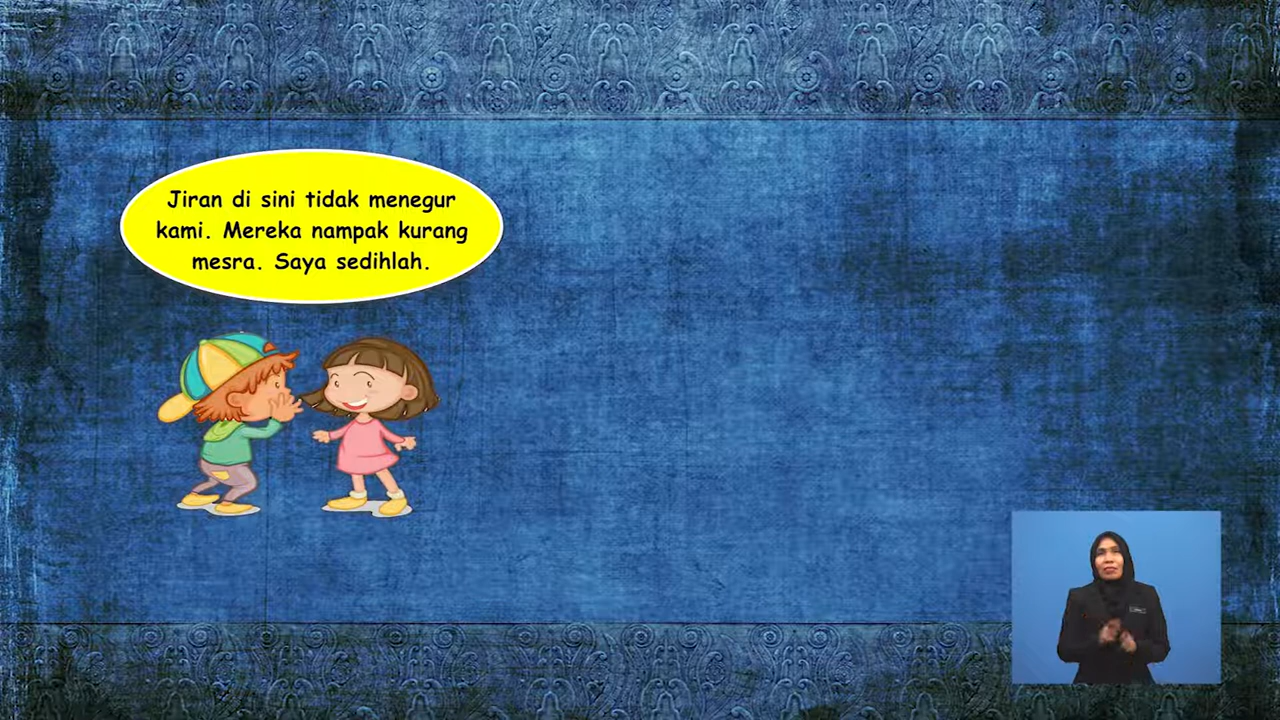 Jiran di sini tidak menegur
kami. Mereka nampak kurang
mesra. Saya sedihlah.